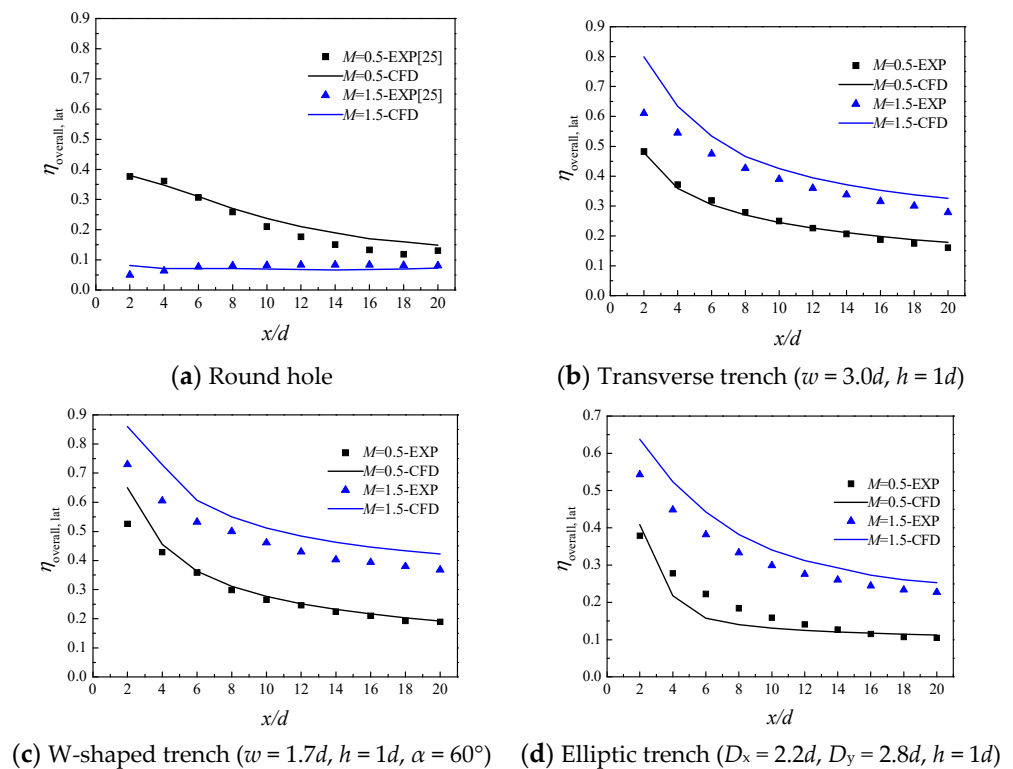 0.9
0.8
0.7
0.6
0.5
0.4
0.3
0.2
0.1
0.0
0 2 4 6 8 10 12 14 16 18 20
ηoverall, lat
x/d
M=0.5-EXP[25]
M=0.5-CFD
M=1.5-EXP[25]
M=1.5-CFD
(a) Round hole
0.9
0.8
0.7
0.6
0.5
0.4
0.3
0.2
0.1
0.0
0 2 4 6 8 10 12 14 16 18 20
ηoverall, lat
x/d
M=0.5-EXP
M=0.5-CFD
M=1.5-EXP
M=1.5-CFD
(b) Transverse trench (w = 3.0d, h = 1d)
0.9
0.8
0.7
0.6
0.5
0.4
0.3
0.2
0.1
0.0
0 2 4 6 8 10 12 14 16 18 20
ηoverall, lat
x/d
M=0.5-EXP
M=0.5-CFD
M=1.5-EXP
M=1.5-CFD
(c) W-shaped trench (w = 1.7d, h = 1d, α = 60°)
0.7
0.6
0.5
0.4
0.3
0.2
0.1
0.0
0 2 4 6 8 10 12 14 16 18 20
ηoverall, lat
x/d
M=0.5-EXP
M=0.5-CFD
M=1.5-EXP
M=1.5-CFD
(d) Elliptic trench (Dx = 2.2d, Dy = 2.8d, h = 1d)